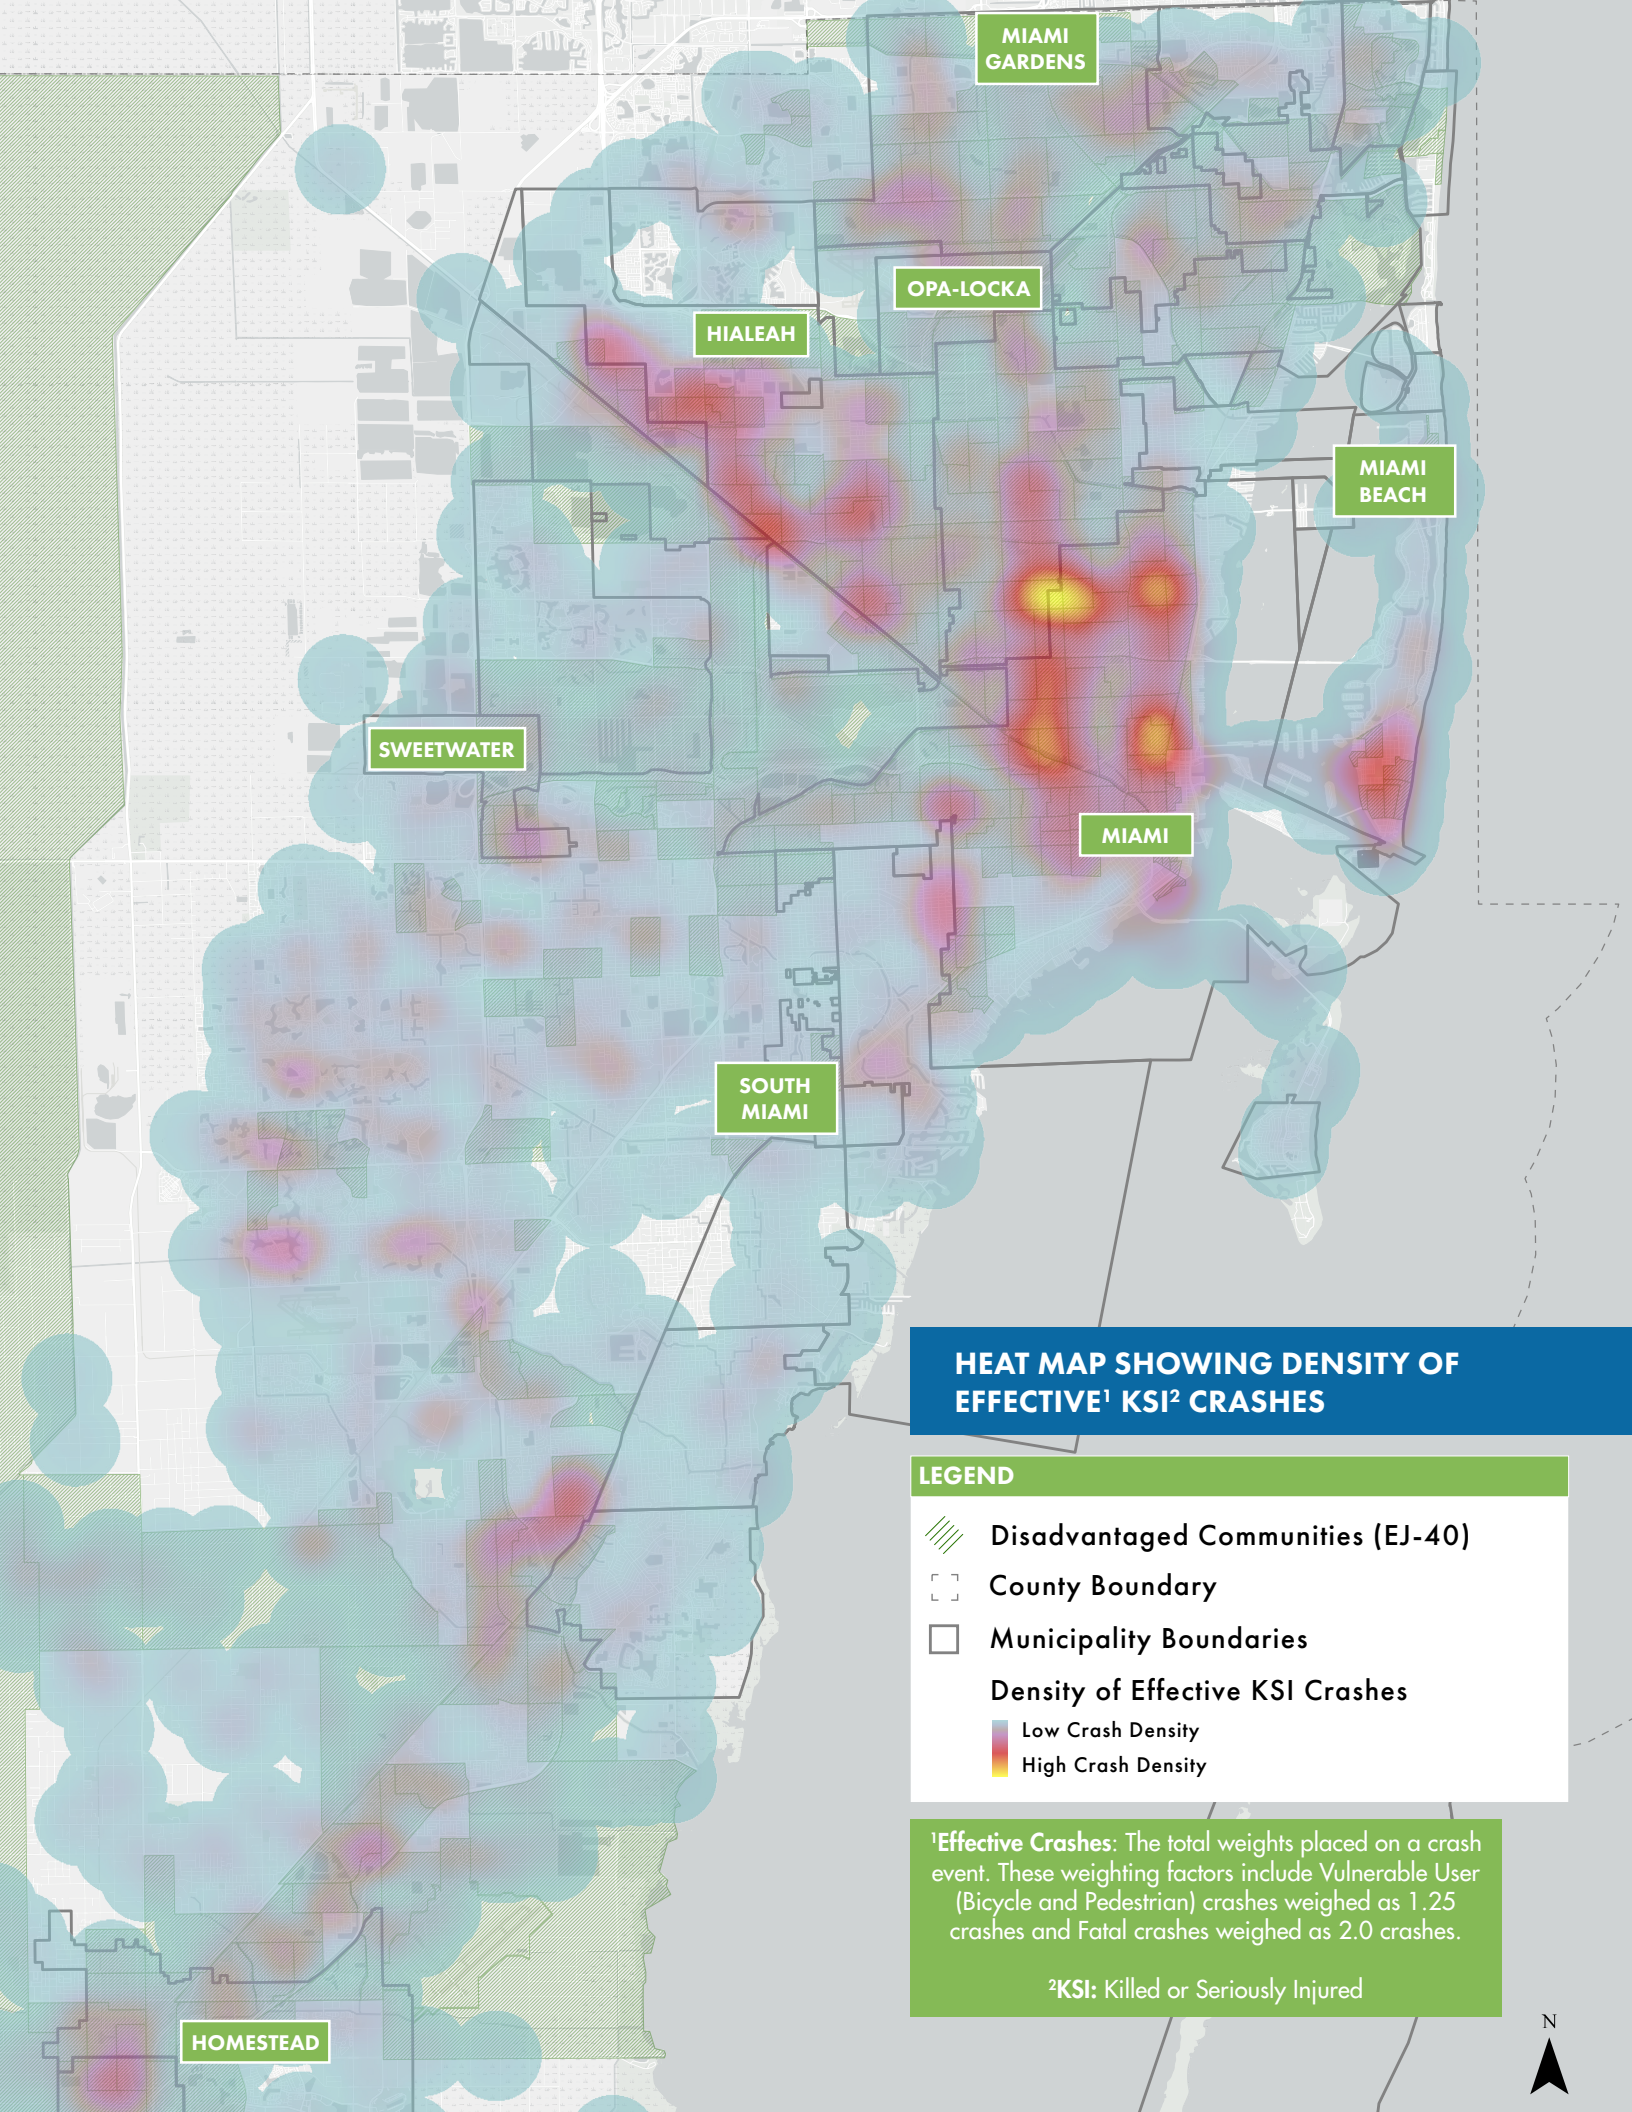 MIAMI
GARDENS
OPA-LOCKA
HIALEAH
MIAMI
BEACH
SWEETWATER
MIAMI
SOUTH
MIAMI
HEAT MAP SHOWING DENSITY OF
EFFECTIVE¹ KSI² CRASHES
LEGEND
Disadvantaged Communities (EJ-40)
County Boundary
Municipality Boundaries
Density of Effective KSI Crashes
Low Crash Density
High Crash Density
¹Effective Crashes: The total weights placed on a crash
event. These weighting factors include Vulnerable User
(Bicycle and Pedestrian) crashes weighed as 1.25
crashes and Fatal crashes weighed as 2.0 crashes.
²KSI: Killed or Seriously Injured
HOMESTEAD
N